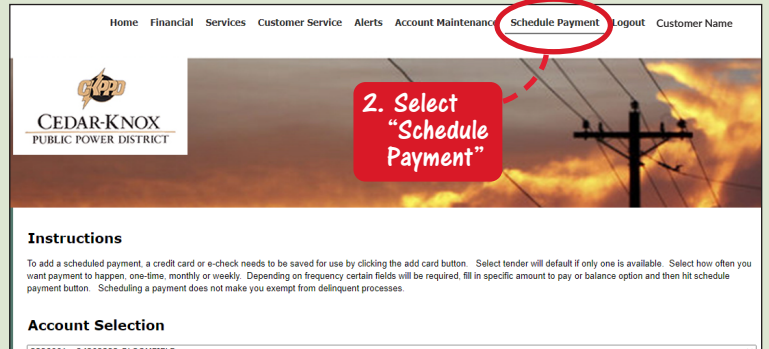 Home Financial Services Customer Service Alerts Account Maintenance Schedule Payment Logout Customer Name
CKPPD
CEDAR-KNOX
PUBLIC POWER DISTRICT
2. Select
"Schedule
Payment"
Instructions
To add a scheduled payment, a credit card or e-check needs to be saved for use by clicking the add card button. Select tender will default if only one is available. Select how often you
want payment to happen, one-time, monthly or weekly. Depending on frequency certain fields will be required, fill in specific amount to pay or balance option and then hit schedule
payment button. Scheduling a payment does not make you exempt from delinquent processes.
Account Selection